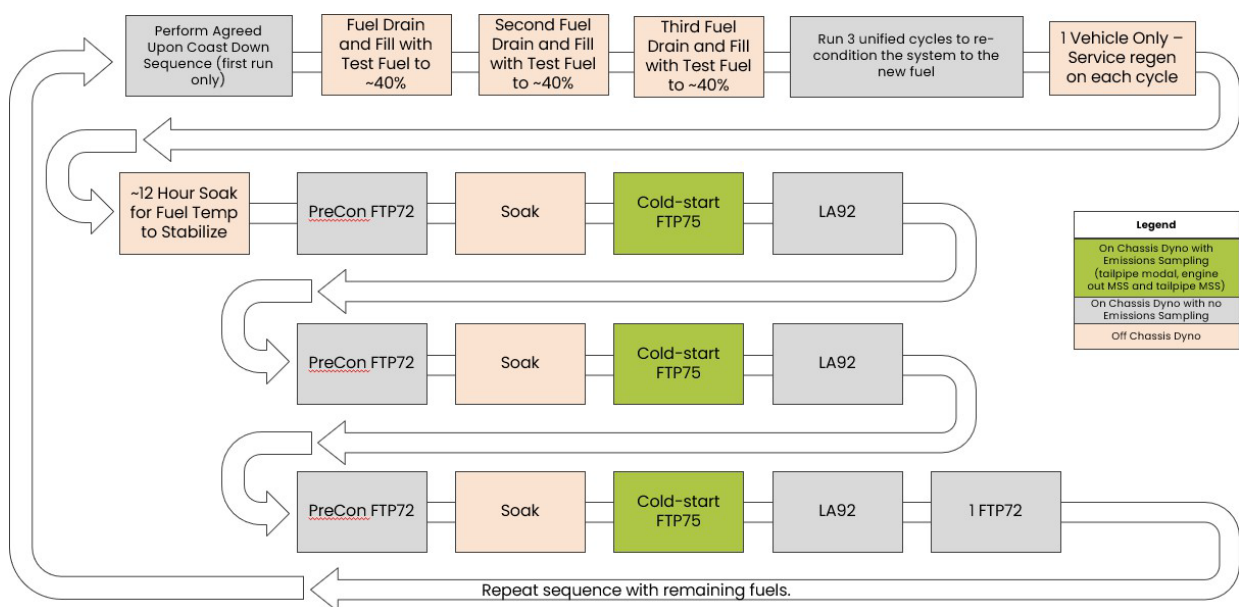 Perform Agreed
Upon Coast Down
Sequence (first run
only)
Fuel Drain
and Fill with
Test Fuel to
~40%
Second Fuel
Drain and Fill
with Test Fuel
to ~40%
Third Fuel
Drain and Fill
with Test Fuel
to ~40%
Run 3 unified cycles to re-
condition the system to the
new fuel
1 Vehicle Only –
Service regen
on each cycle
~12 Hour Soak
for Fuel Temp
to Stabilize
PreCon FTP72
Soak
Cold-start
FTP75
LA92
Legend
On Chassis Dyno with
Emissions Sampling
(tailpipe modal, engine
out MSS and tailpipe MSS)
On Chassis Dyno with no
Emissions Sampling
Off Chassis Dyno
PreCon FTP72
Soak
Cold-start
FTP75
LA92
PreCon FTP72
Soak
Cold-start
FTP75
LA92
1 FTP72
Repeat sequence with remaining fuels.